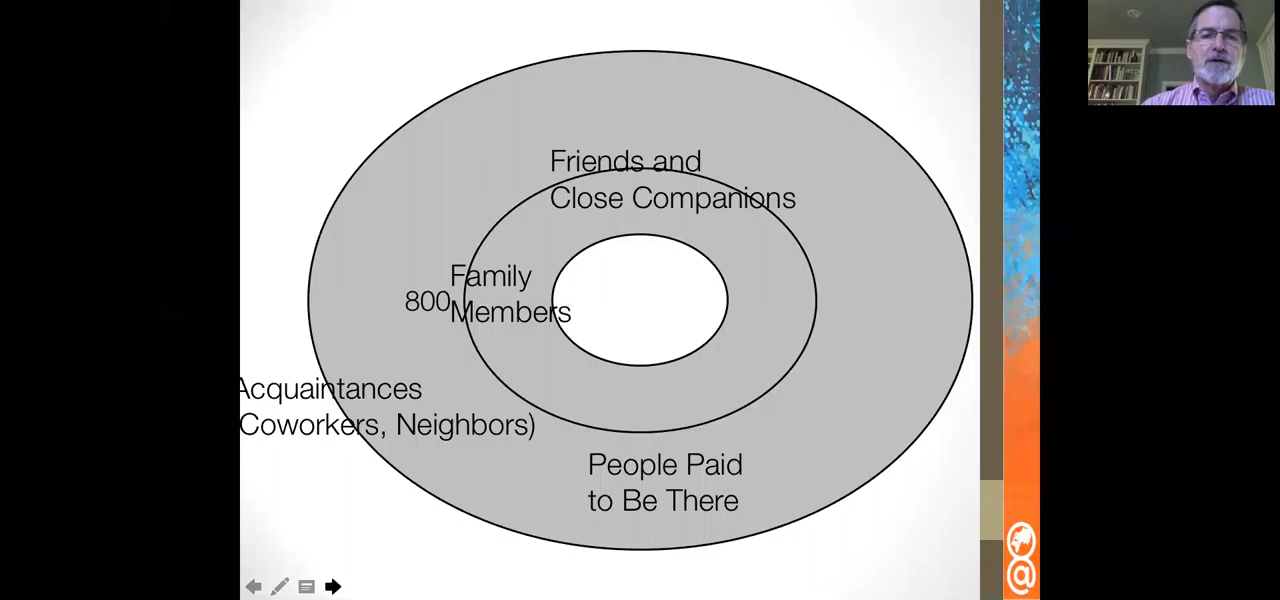 Friends and
Close Companions
Family
Members
800
Acquaintances
Coworkers, Neighbors)
People Paid
to Be There
@